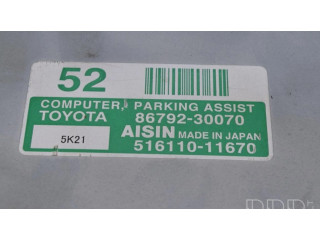 52
COMPUTER, PARKING ASSIST
TOYOTA 86792-30070
5K21 AISIN MADE IN JAPAN
516110-11670